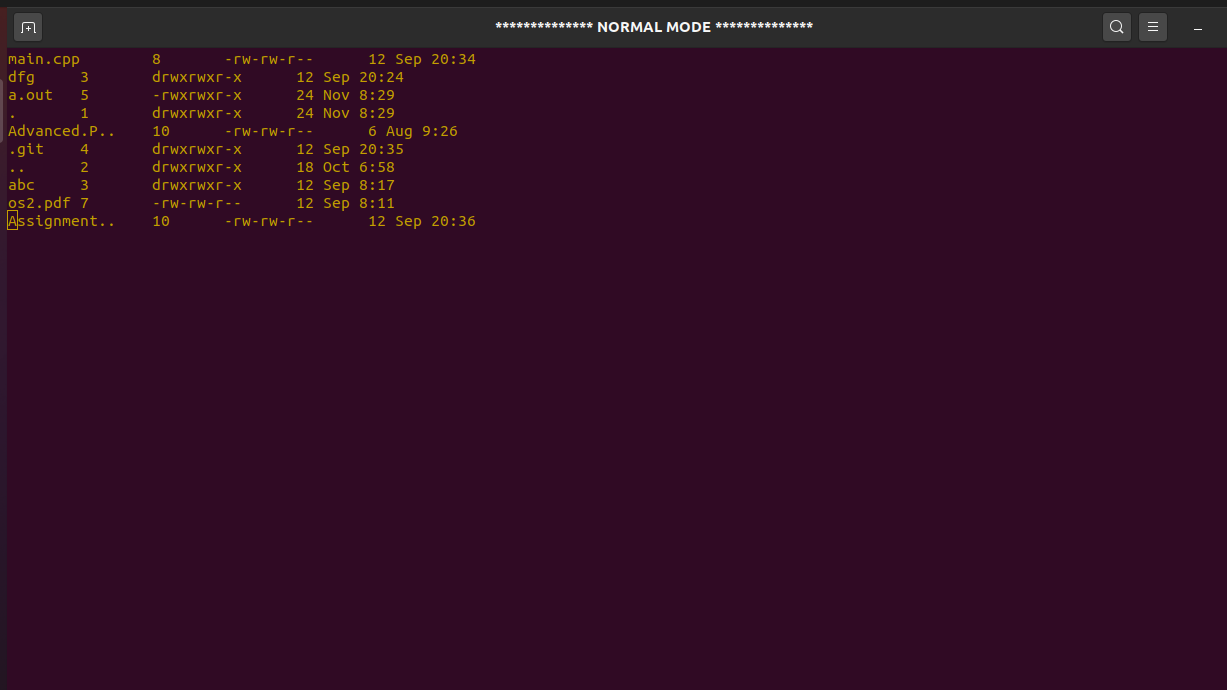 ************** NORMAL MODE **************
main.cpp 8 -rw-rw-r-- 12 Sep 20:34
dfg 3 drwxrwxr-x 12 Sep 20:24
a.out 5 -rwxrwxr-x 24 Nov 8:29
. 1 drwxrwxr-x 24 Nov 8:29
Advanced.P.. 10 -rw-rw-r-- 6 Aug 9:26
.git 4 drwxrwxr-x 12 Sep 20:35
.. 2 drwxrwxr-x 18 Oct 6:58
abc 3 drwxrwxr-x 12 Sep 8:17
os2.pdf 7 -rw-rw-r-- 12 Sep 8:11
Assignment.. 10 -rw-rw-r-- 12 Sep 20:36